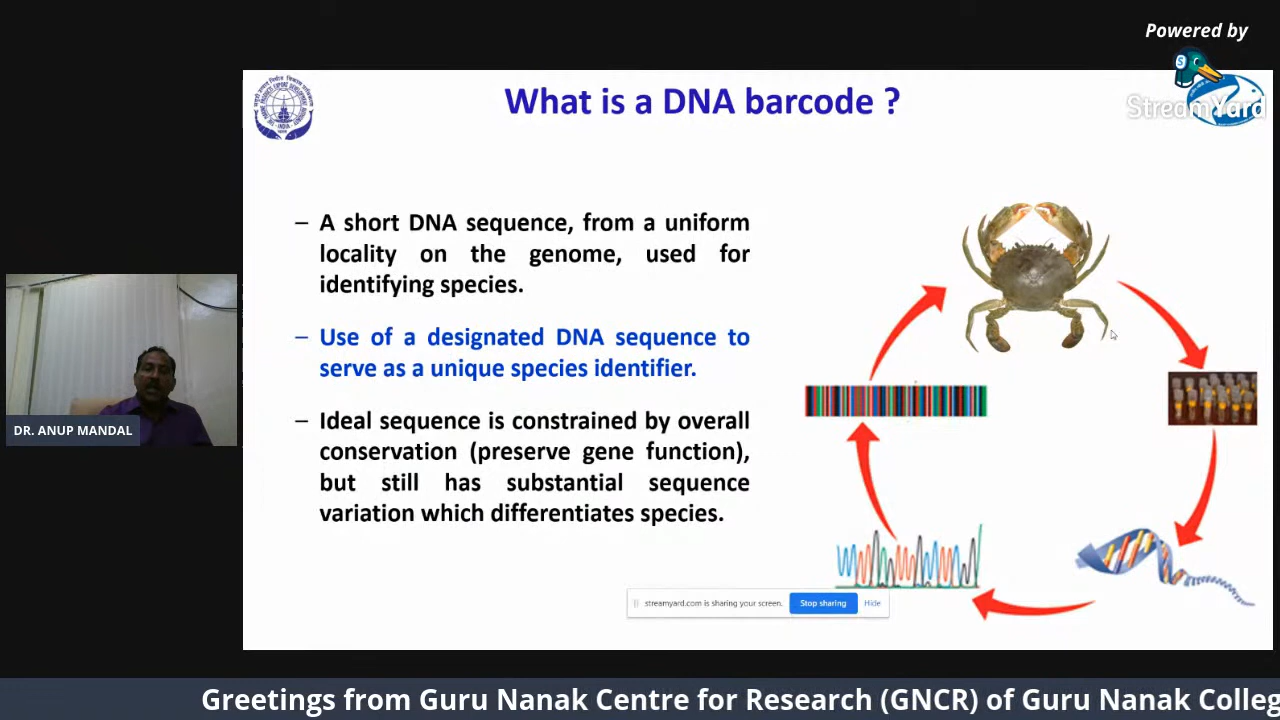 Powered by
StreamYard
What is a DNA barcode ?
– A short DNA sequence, from a uniform
locality on the genome, used for
identifying species.
– Use of a designated DNA sequence to
serve as a unique species identifier.
– Ideal sequence is constrained by overall
conservation (preserve gene function),
but still has substantial sequence
variation which differentiates species.
DR. ANUP MANDAL
streamyard.com is sharing your screen.
Stop sharing
Hide
Greetings from Guru Nanak Centre for Research (GNCR) of Guru Nanak Colleg